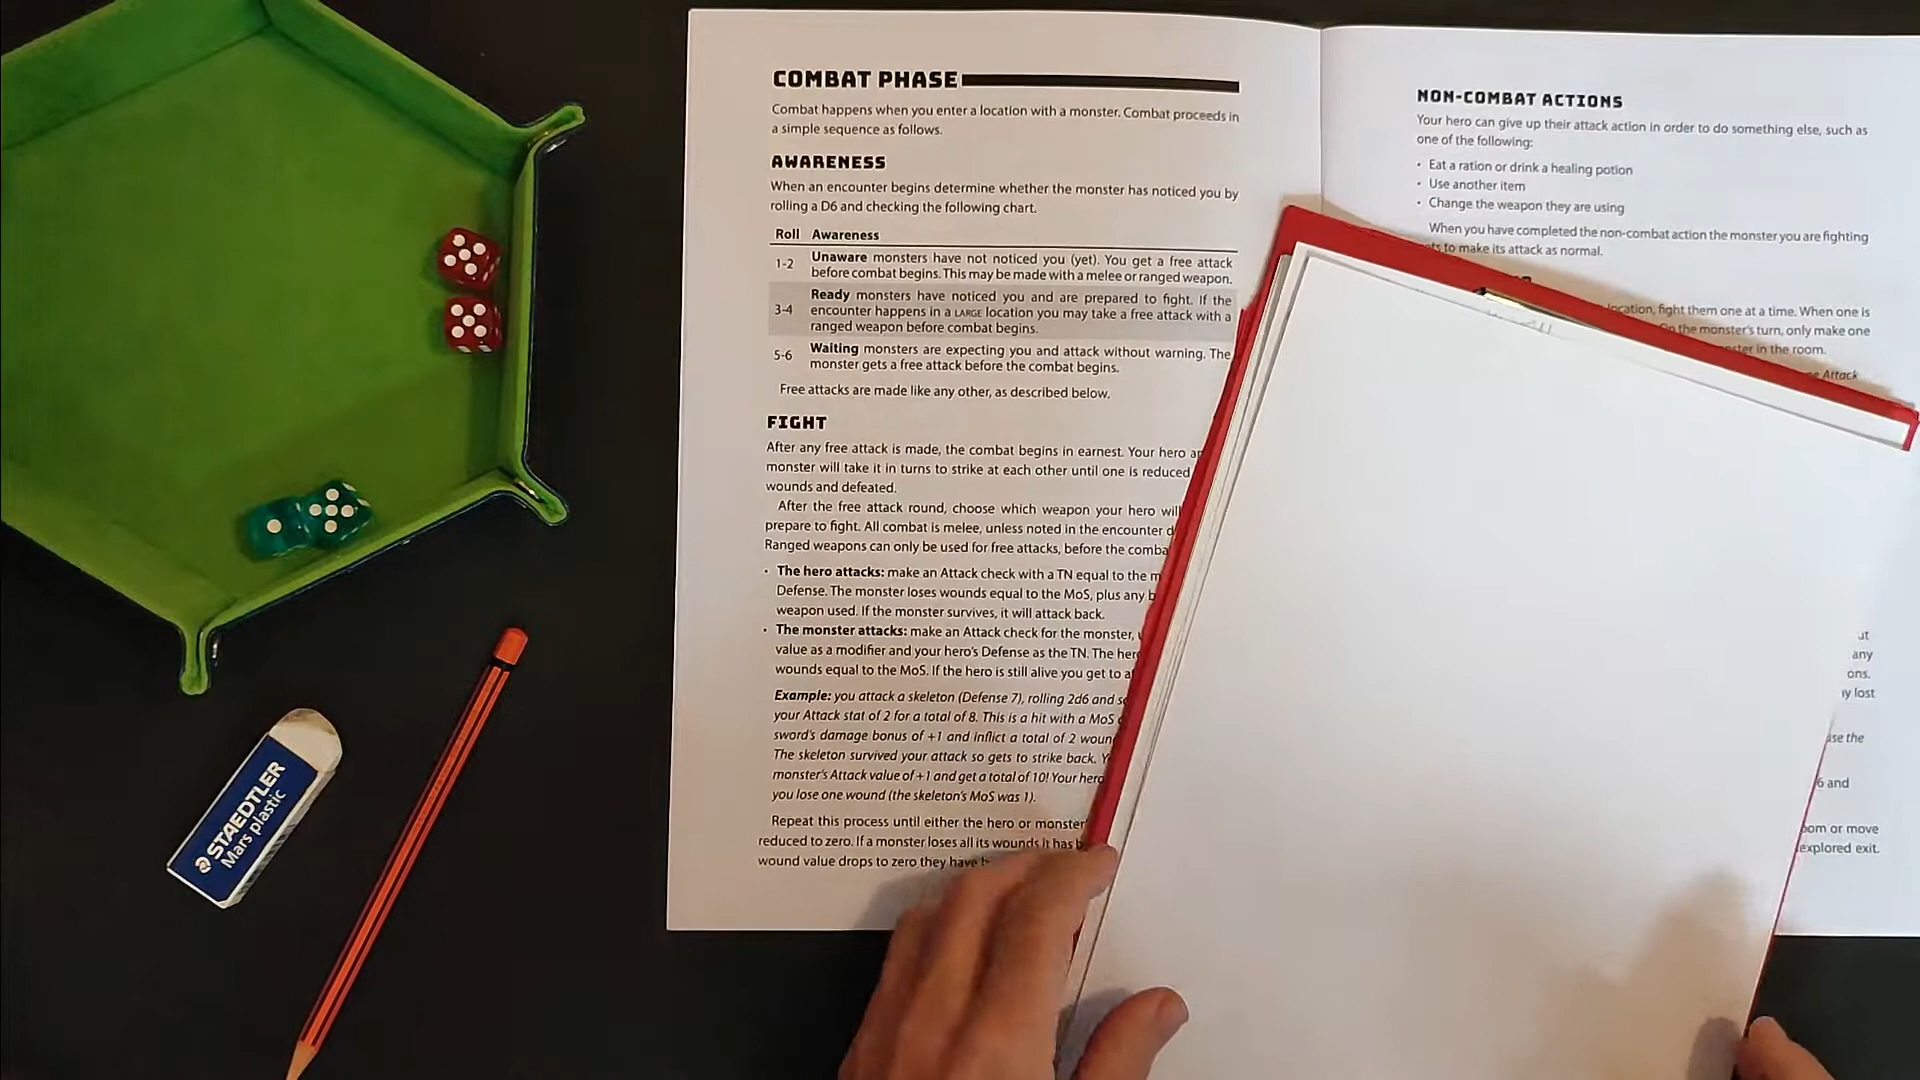 COMBAT PHASE
Combat happens when you enter a location with a monster. Combat proceeds in
a simple sequence as follows.
AWARENESS
When an encounter begins determine whether the monster has noticed you by
rolling a D6 and checking the following chart.
Roll Awareness
1-2 Unaware monsters have not noticed you (yet). You get a free attack
before combat begins. This may be made with a melee or ranged weapon.
3-4 Ready monsters have noticed you and are prepared to fight. If the
encounter happens in a LARGE location you may take a free attack with a
ranged weapon before combat begins.
5-6 Waiting monsters are expecting you and attack without warning. The
monster gets a free attack before the combat begins.
Free attacks are made like any other, as described below.
FIGHT
After any free attack is made, the combat begins in earnest. Your hero
monster will take it in turns to strike at each other until one is reduced
wounds and defeated.
After the free attack round, choose which weapon your hero
prepare to fight. All combat is melee, unless noted in the encounter
Ranged weapons can only be used for free attacks, before the
• The hero attacks: make an Attack check with a TN equal to the
Defense. The monster loses wounds equal to the MoS, plus any
weapon used. If the monster survives, it will attack back.
• The monster attacks: make an Attack check for the monster,
value as a modifier and your hero's Defense as the TN. The
wounds equal to the MoS. If the hero is still alive you get to
Example: you attack a skeleton (Defense 7), rolling 2d6 and
your Attack stat of 2 for a total of 8. This is a hit with a MoS
sword's damage bonus of +1 and inflict a total of 2
The skeleton survived your attack so gets to strike back.
monster's Attack value of +1 and get a total of 10! Your
you lose one wound (the skeleton's MoS was 1).
Repeat this process until either the hero or monster
reduced to zero. If a monster loses all its wounds it has
wound value drops to zero they have
NON-COMBAT ACTIONS
Your hero can give up their attack action in order to do something else, such as
one of the following:
• Eat a ration or drink a healing potion
• Use another item
• Change the weapon they are using
When you have completed the non-combat action the monster you are fighting
to make its attack as normal.
location, fight them one at a time. When one is
the monster's turn, only make one
in the room.
Attack
any
lost
the
and
or move
explored exit.
STAEDTLER
Mars plastic